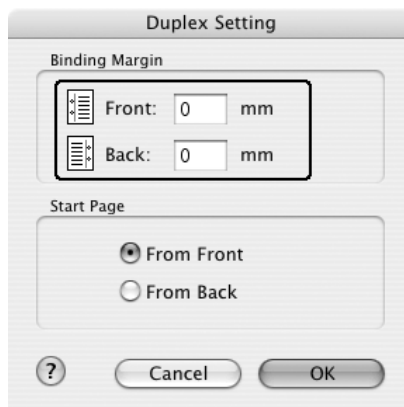 Duplex Setting
Binding Margin
Front: 0 mm
Back: 0 mm
Start Page
From Front
From Back
? Cancel OK